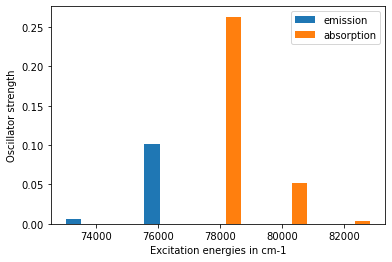 emission
absorption
0.25
0.20
0.15
0.10
0.05
0.00
Oscillator strength
74000 76000 78000 80000 82000
Excitation energies in cm-1